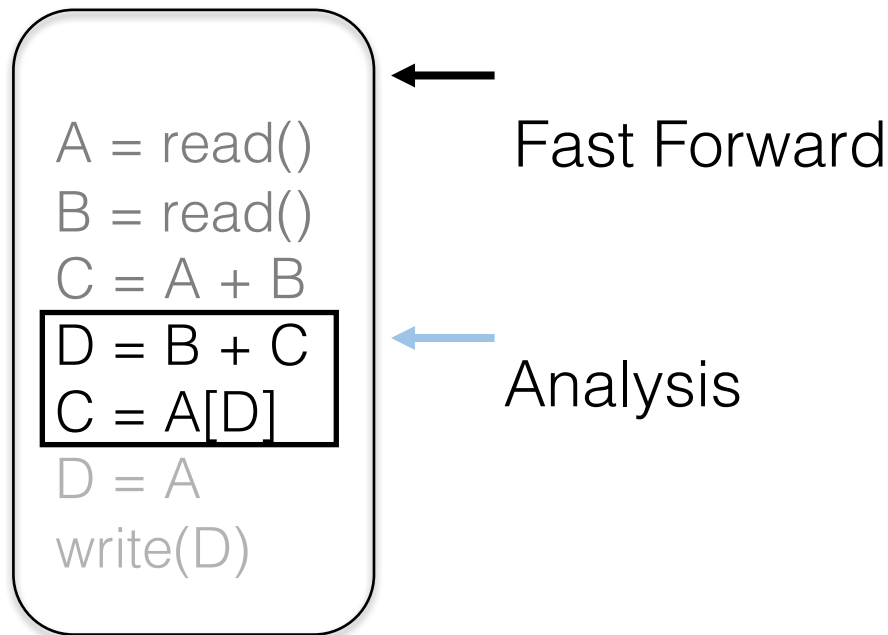 A = read()
B = read()
C = A + B
D = B + C
C = A[D]
D = A
write(D)
Fast Forward
Analysis